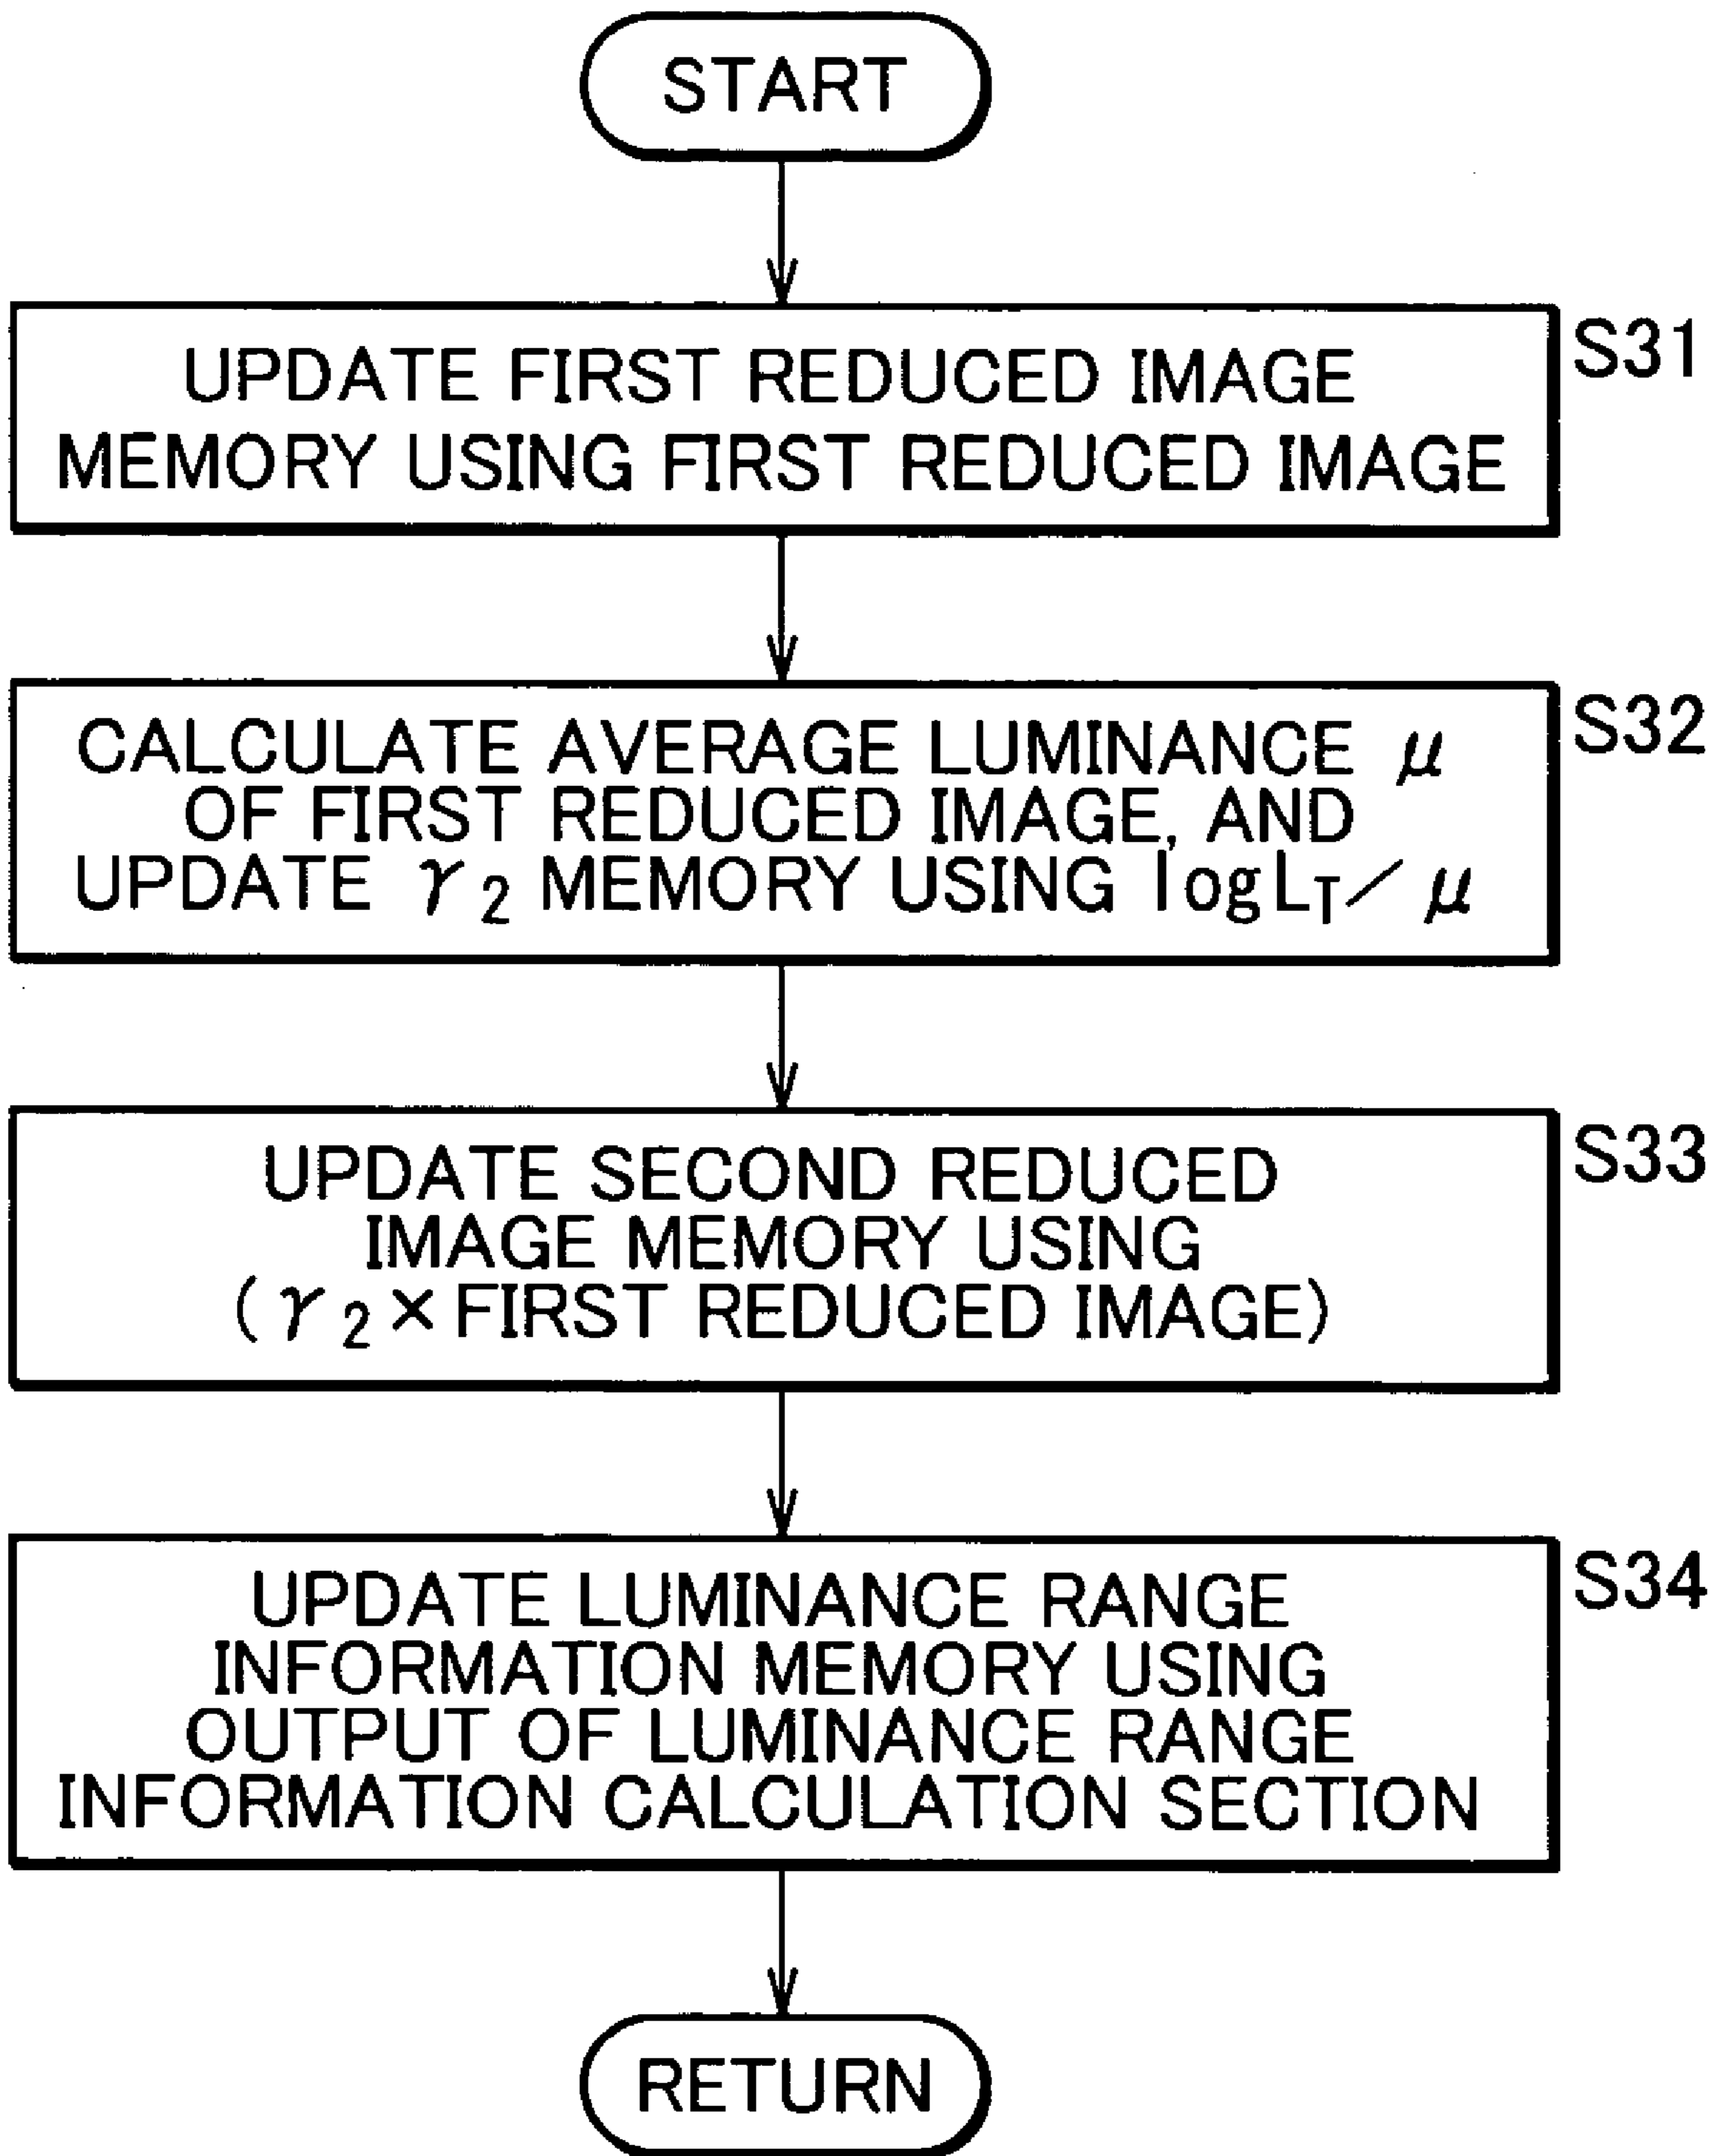 START
S31
UPDATE FIRST REDUCED IMAGE
MEMORY USING FIRST REDUCED IMAGE
S32
CALCULATE AVERAGE LUMINANCE μ
OF FIRST REDUCED IMAGE, AND
UPDATE γ₂ MEMORY USING logL_T／μ
S33
UPDATE SECOND REDUCED
IMAGE MEMORY USING
(γ₂×FIRST REDUCED IMAGE)
S34
UPDATE LUMINANCE RANGE
INFORMATION MEMORY USING
OUTPUT OF LUMINANCE RANGE
INFORMATION CALCULATION SECTION
RETURN